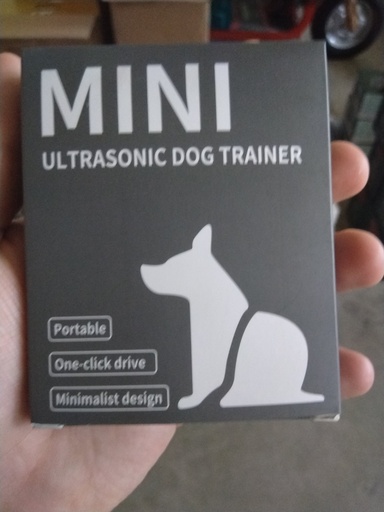 MINI
ULTRASONIC DOG TRAINER
Portable
One-click drive
Minimalist design